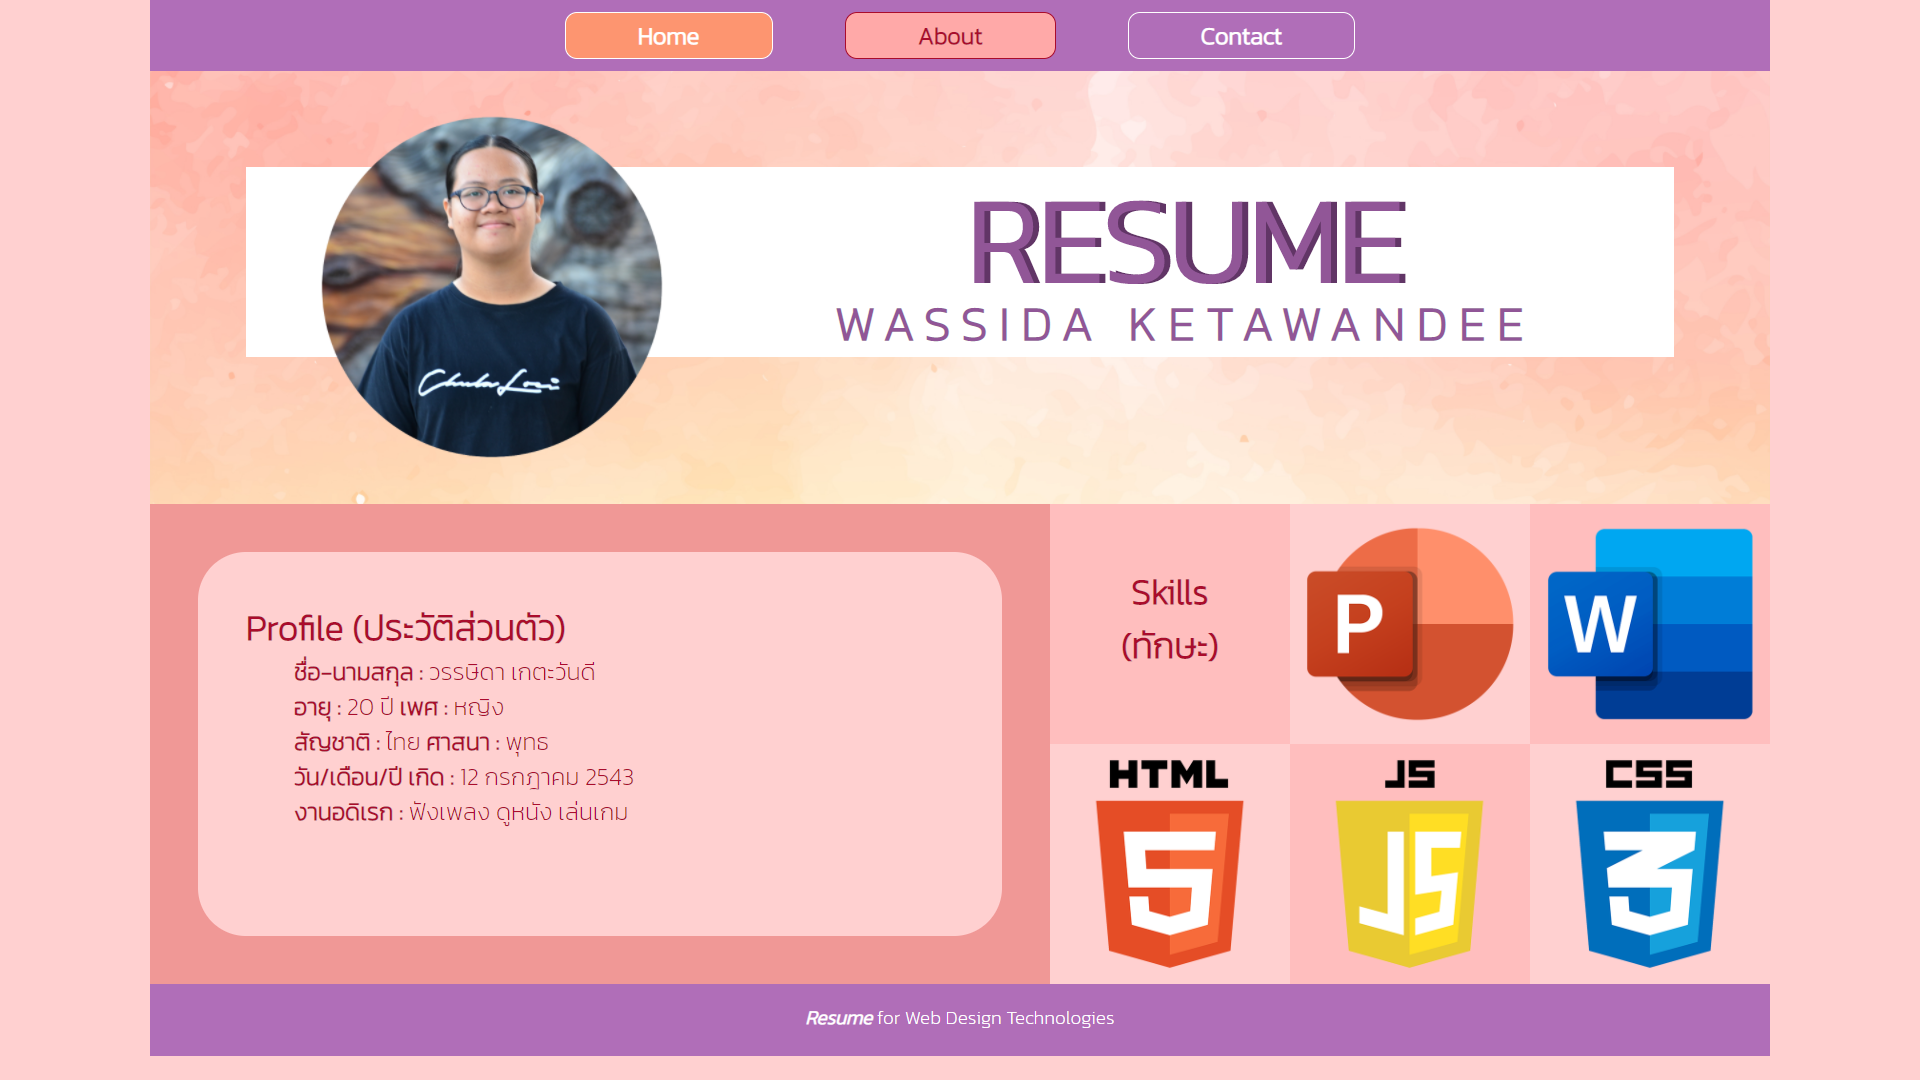 Home
About
Contact
RESUME
WASSIDA KETAWANDEE
Profile (ประวัติส่วนตัว)
ชื่อ-นามสกุล : วรรษิดา เกตะวันดี
อายุ : 20 ปี เพศ : หญิง
สัญชาติ : ไทย ศาสนา : พุทธ
วัน/เดือน/ปี เกิด : 12 กรกฎาคม 2543
งานอดิเรก : ฟังเพลง ดูหนัง เล่นเกม
Skills
(ทักษะ)
P
W
HTML
5
JS
JS
CSS
3
Resume for Web Design Technologies